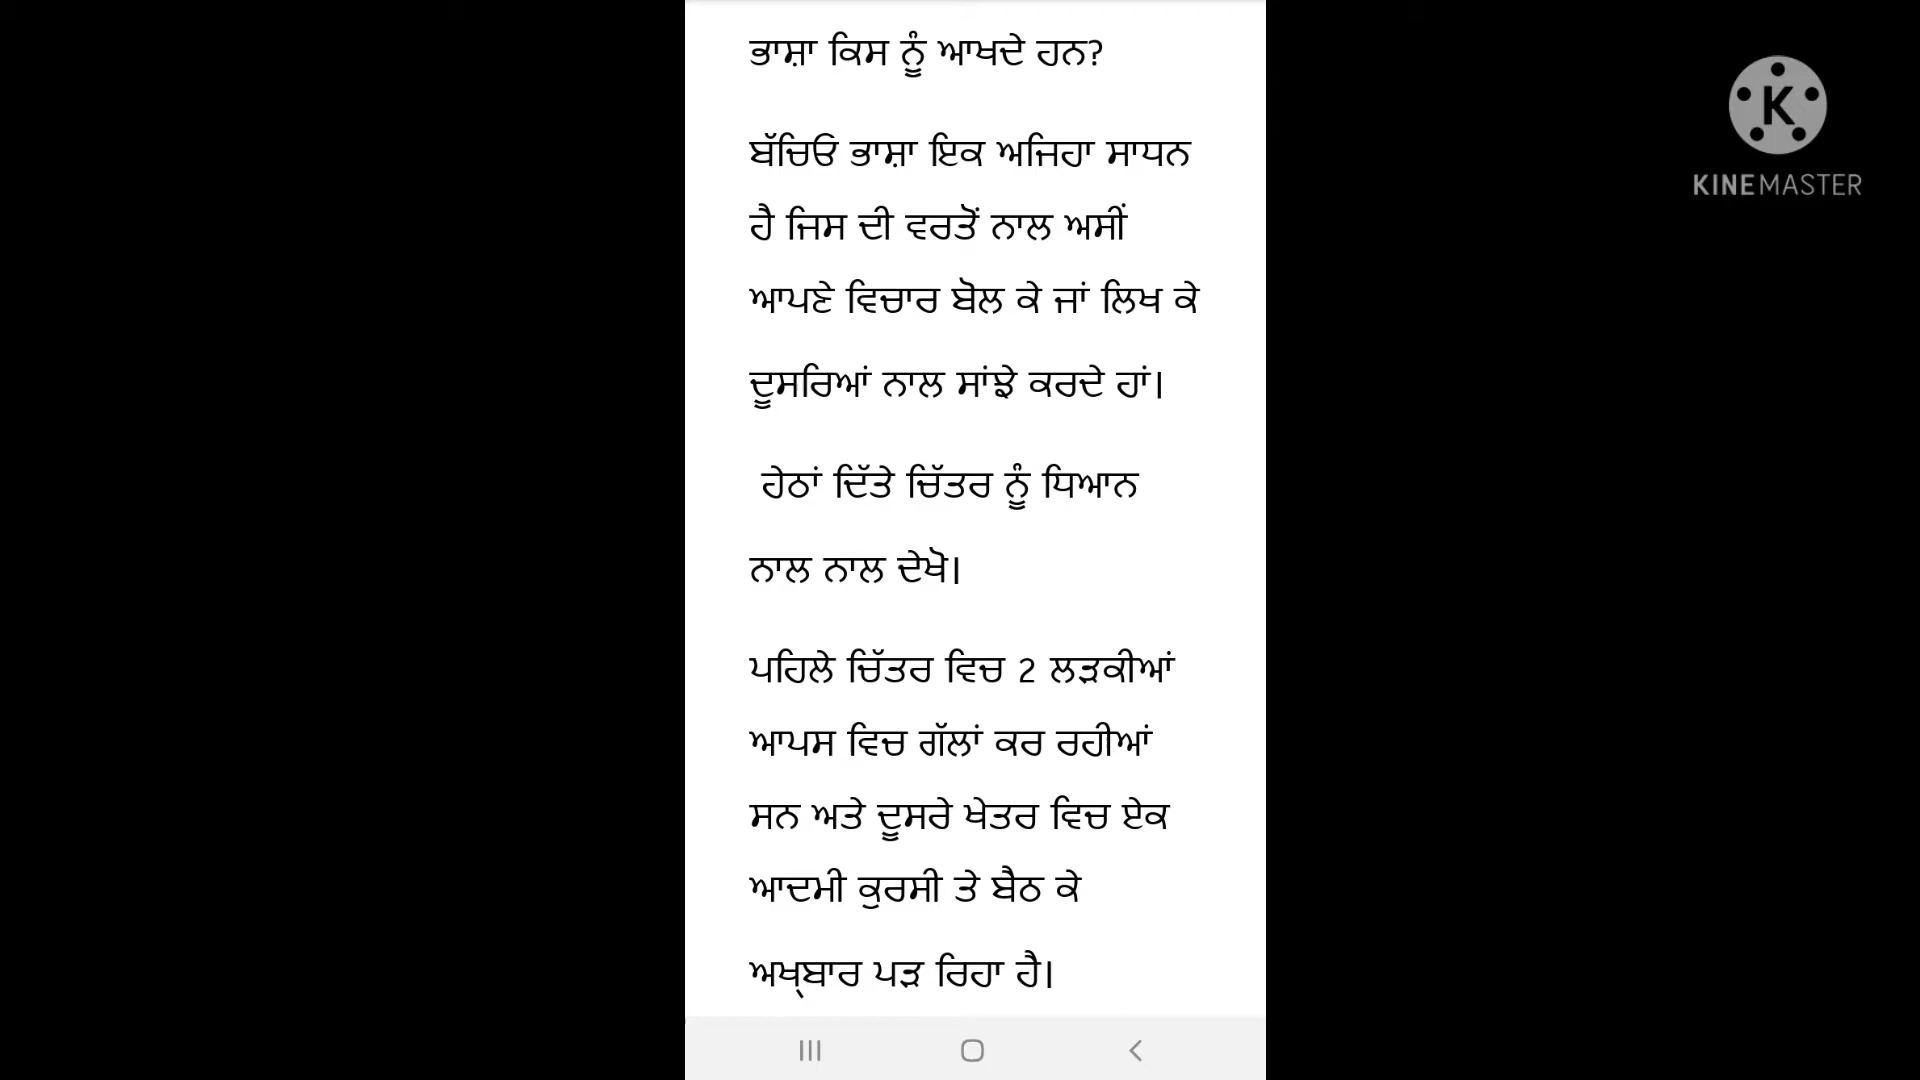 ਭਾਸ਼ਾ ਕਿਸ ਨੂੰ ਆਖਦੇ ਹਨ?
ਬੱਚਿਓ ਭਾਸ਼ਾ ਇਕ ਅਜਿਹਾ ਸਾਧਨ
ਹੈ ਜਿਸ ਦੀ ਵਰਤੋਂ ਨਾਲ ਅਸੀਂ
ਆਪਣੇ ਵਿਚਾਰ ਬੋਲ ਕੇ ਜਾਂ ਲਿਖ ਕੇ
ਦੂਸਰਿਆਂ ਨਾਲ ਸਾਂਝੇ ਕਰਦੇ ਹਾਂ।
ਹੇਠਾਂ ਦਿੱਤੇ ਚਿੱਤਰ ਨੂੰ ਧਿਆਨ
ਨਾਲ ਨਾਲ ਦੇਖੋ।
ਪਹਿਲੇ ਚਿੱਤਰ ਵਿਚ 2 ਲੜਕੀਆਂ
ਆਪਸ ਵਿਚ ਗੱਲਾਂ ਕਰ ਰਹੀਆਂ
ਸਨ ਅਤੇ ਦੂਸਰੇ ਖੇਤਰ ਵਿਚ ਏਕ
ਆਦਮੀ ਕੁਰਸੀ ਤੇ ਬੈਠ ਕੇ
ਅਖ੍ਬਾਰ ਪੜ ਰਿਹਾ ਹੈ।
K
KINEMASTER